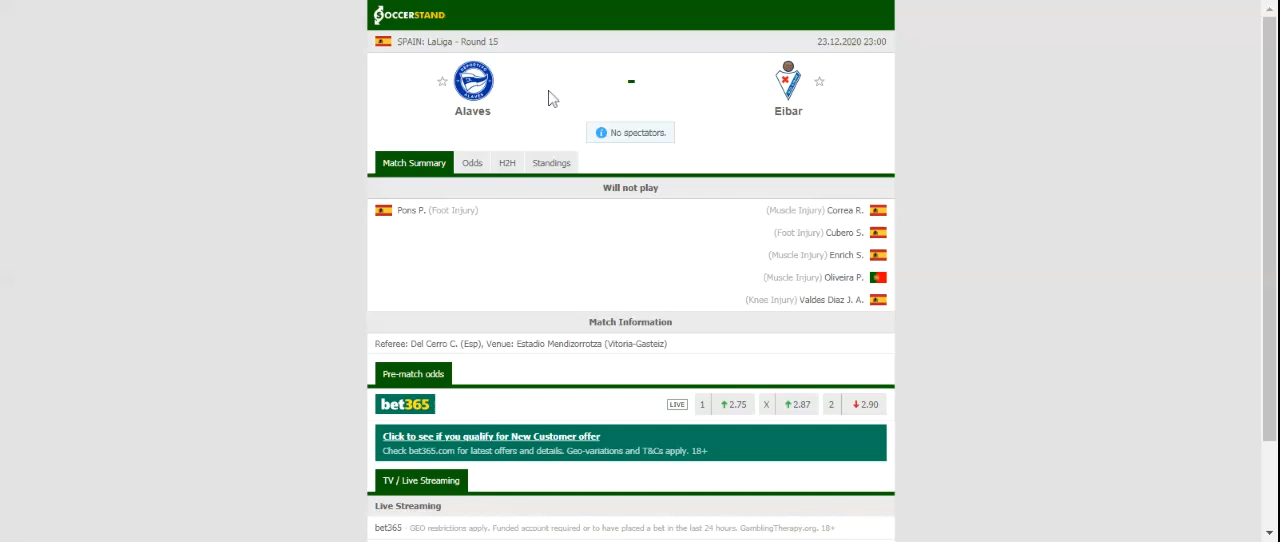 SOCCERSTAND
SPAIN: LaLiga - Round 15 23.12.2020 23:00
-
Alaves Eibar
No spectators.
Match Summary Odds H2H Standings
Will not play
Pons P. (Foot Injury) (Muscle Injury) Correa R.
(Foot Injury) Cubero S.
(Muscle Injury) Enrich S.
(Muscle Injury) Oliveira P.
(Knee Injury) Valdes Diaz J. A.
Match Information
Referee: Del Cerro C. (Esp), Venue: Estadio Mendizorrotza (Vitoria-Gasteiz)
Pre-match odds
bet365 LIVE 1 2.75 X 2.87 2 2.90
Click to see if you qualify for New Customer offer
Check bet365.com for latest offers and details. Geo-variations and T&Cs apply. 18+
TV / Live Streaming
Live Streaming
bet365 - GEO restrictions apply. Funded account required or to have placed a bet in the last 24 hours. GamblingTherapy.org. 18+